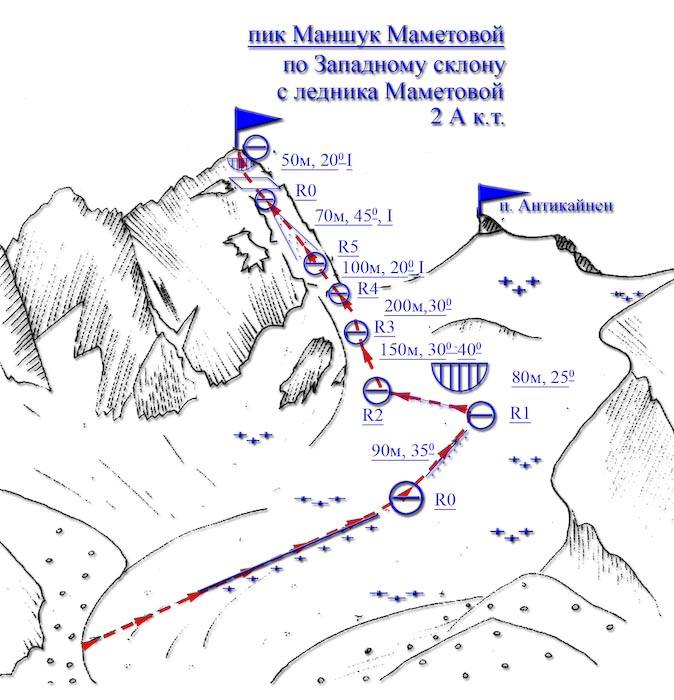 пик Маншук Маметовой
по Западному склону
с ледника Маметовой
2 А к.т.
50м, 20⁰ I
R0
70м, 45⁰, I
п. Антикайнен
R5
100м, 20⁰ I
R4
200м,30⁰
R3
150м, 30⁰-40⁰
80м, 25⁰
R2
R1
90м, 35⁰
R0